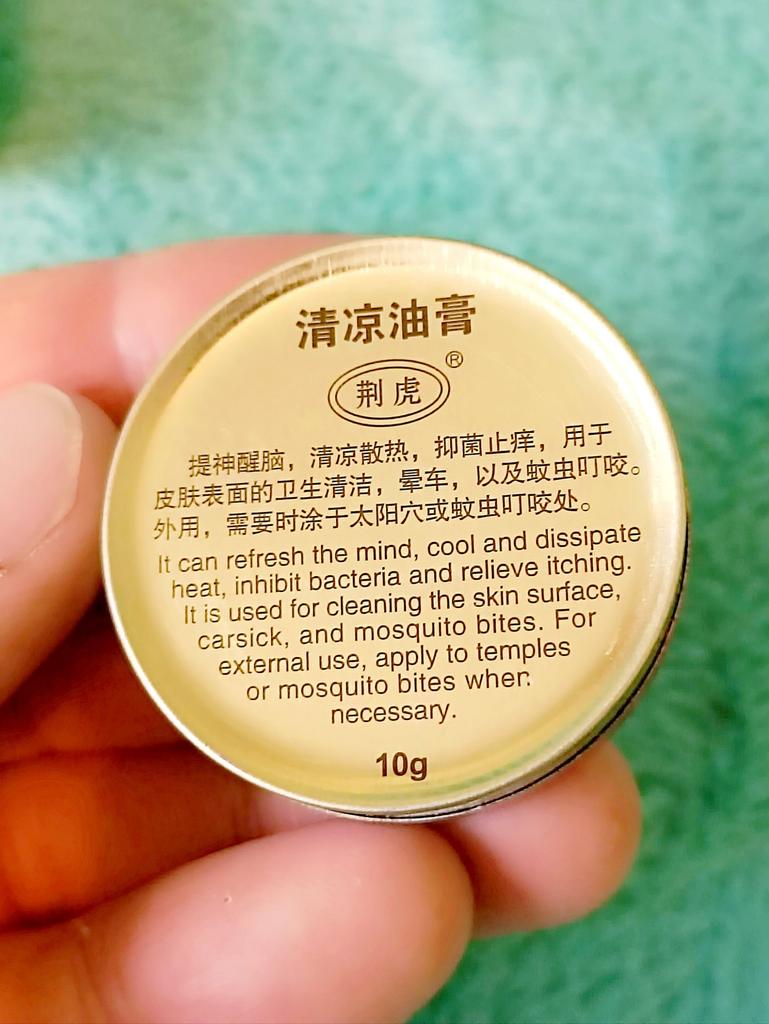 清凉油膏
荆虎®
提神醒脑，清凉散热，抑菌止痒，用于
皮肤表面的卫生清洁，晕车，以及蚊虫叮咬。
外用，需要时涂于太阳穴或蚊虫叮咬处。
It can refresh the mind, cool and dissipate
heat, inhibit bacteria and relieve itching.
It is used for cleaning the skin surface,
carsick, and mosquito bites. For
external use, apply to temples
or mosquito bites when
necessary.
10g